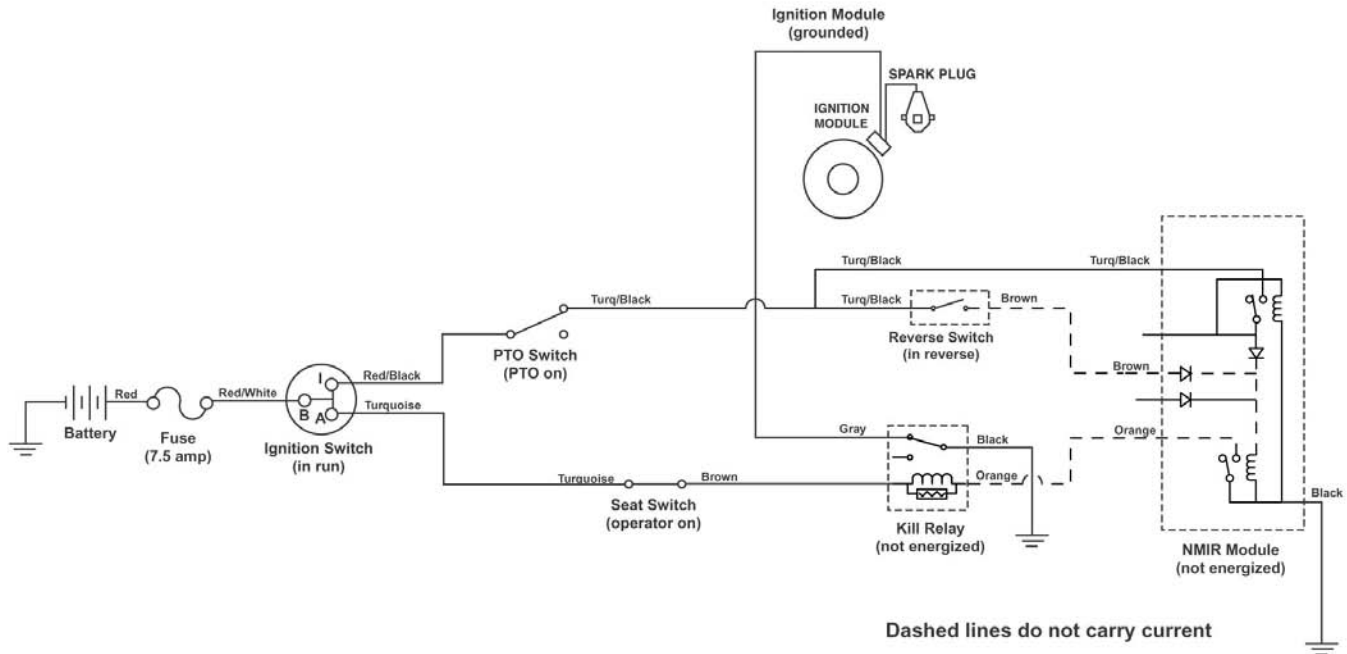 Ignition Module
(grounded)
SPARK PLUG
IGNITION
MODULE
Turq/Black
Turq/Black
Turq/Black
Turq/Black
Brown
PTO Switch
(PTO on)
Reverse Switch
(in reverse)
Red/Black
Brown
Red
Red/White
I
B
A
Turquoise
Battery
Fuse
(7.5 amp)
Ignition Switch
(in run)
Gray
Black
Orange
Turquoise
Brown
Orange
Seat Switch
(operator on)
Black
Kill Relay
(not energized)
NMIR Module
(not energized)
Dashed lines do not carry current